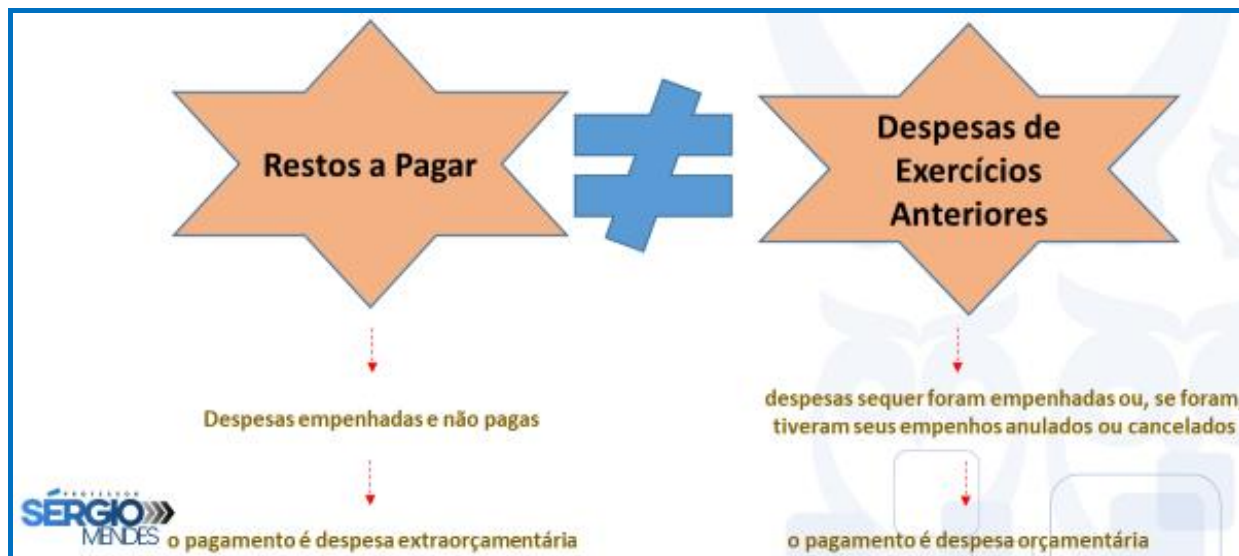 Restos a Pagar
≠
Despesas de
Exercícios
Anteriores
Despesas empenhadas e não pagas
despesas sequer foram empenhadas ou, se foram,
tiveram seus empenhos anulados ou cancelados
PROFESSOR
SÉRGIO
MENDES
o pagamento é despesa extraorçamentária
o pagamento é despesa orçamentária